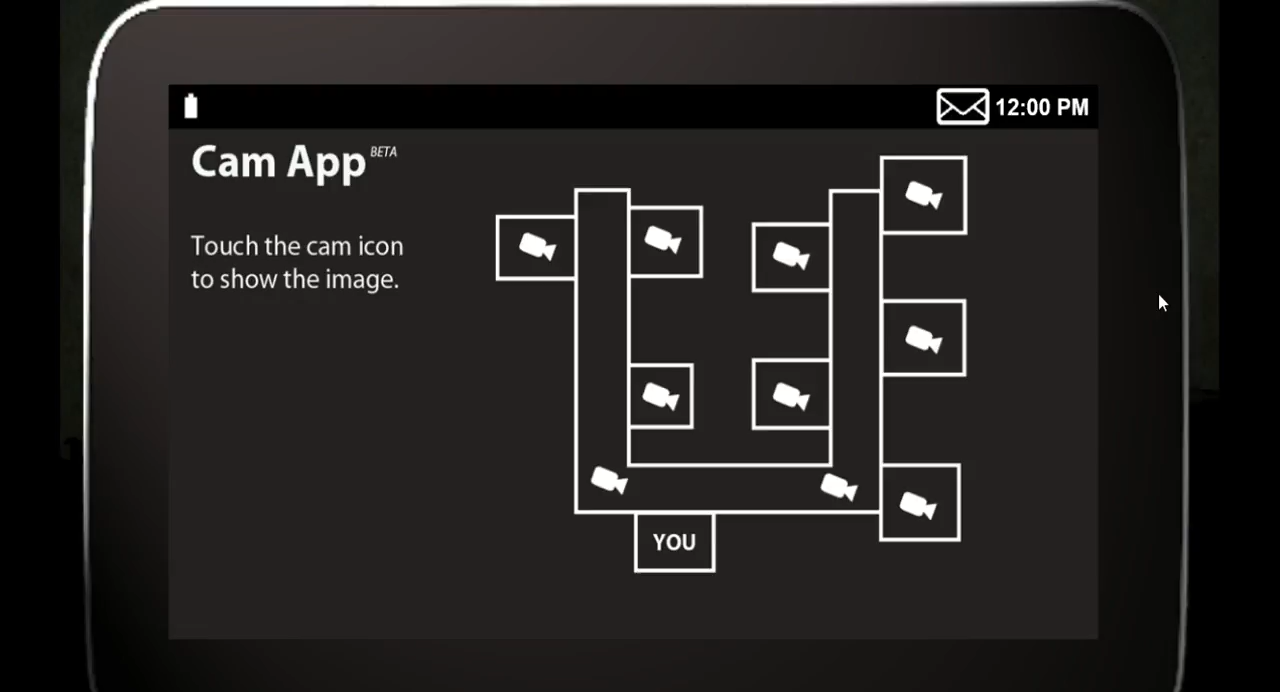 12:00 PM
Cam App BETA
Touch the cam icon
to show the image.
YOU